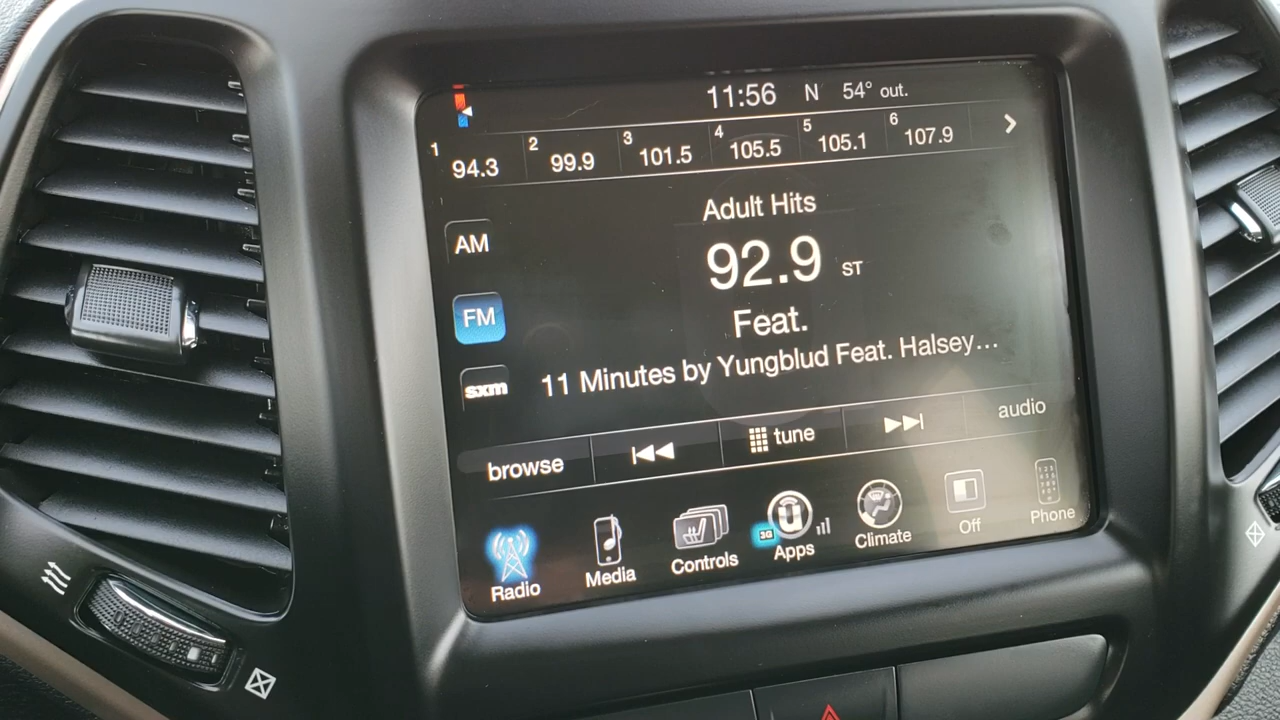 11:56 N 54° out.
1 94.3 2 99.9 3 101.5 4 105.5 5 105.1 6 107.9
Adult Hits
AM
92.9 ST
FM
Feat.
sxm
11 Minutes by Yungblud Feat. Halsey...
browse tune audio
3G
Radio Media Controls Apps Climate Off Phone